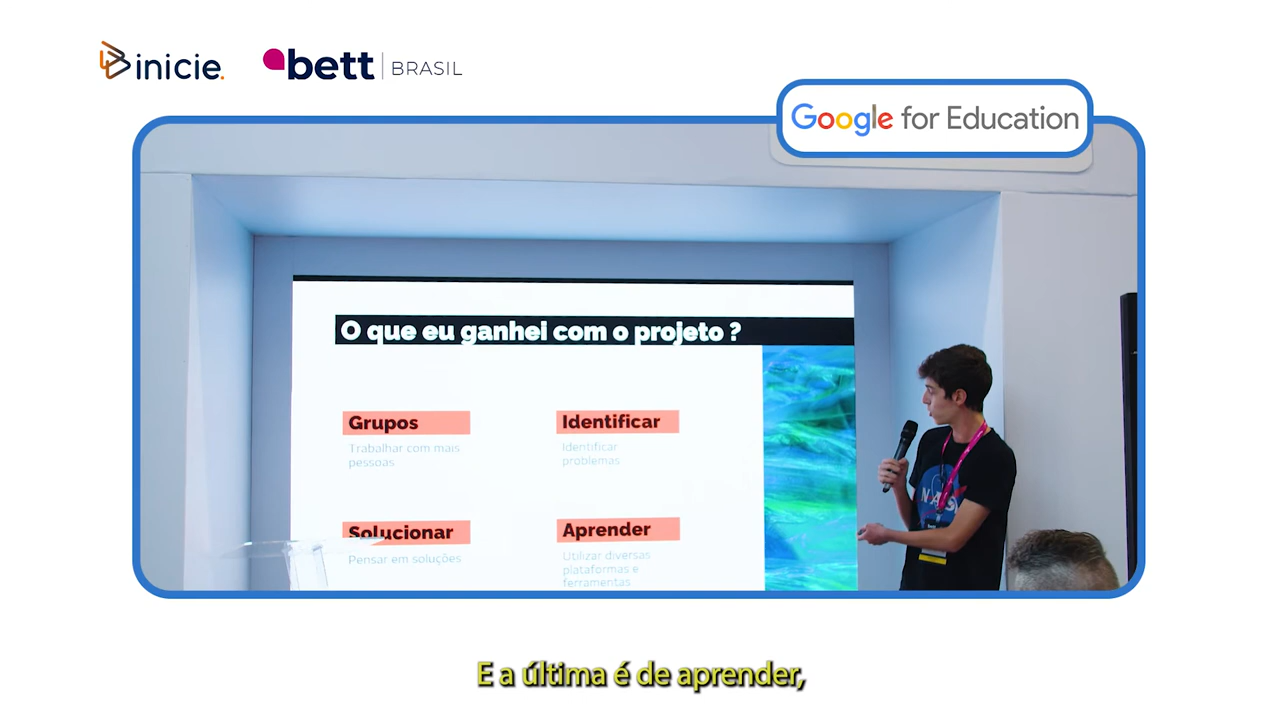 inicie.
bett BRASIL
Google for Education
O que eu ganhei com o projeto ?
Grupos
Trabalhar com mais
pessoas
Identificar
Identificar
problemas
Solucionar
Pensar em soluções
Aprender
Utilizar diversas
plataformas e
ferramentas
NASA
E a última é de aprender,